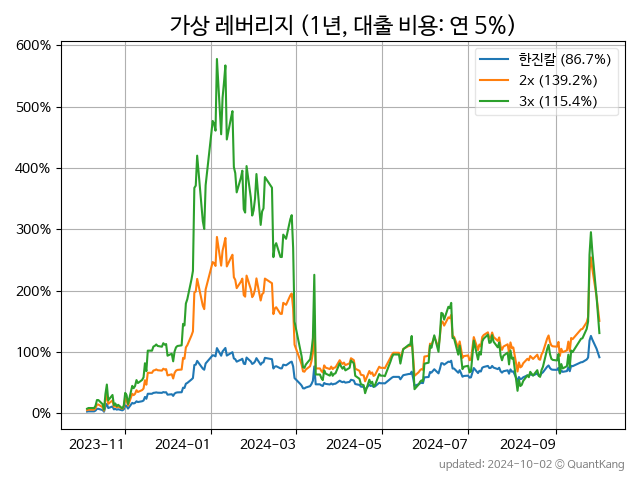 가상 레버리지 (1년, 대출 비용: 연 5%)
600%
500%
400%
300%
200%
100%
0%
한진칼 (86.7%)
2x (139.2%)
3x (115.4%)
2023-11
2024-01
2024-03
2024-05
2024-07
2024-09
updated: 2024-10-02 © QuantKang